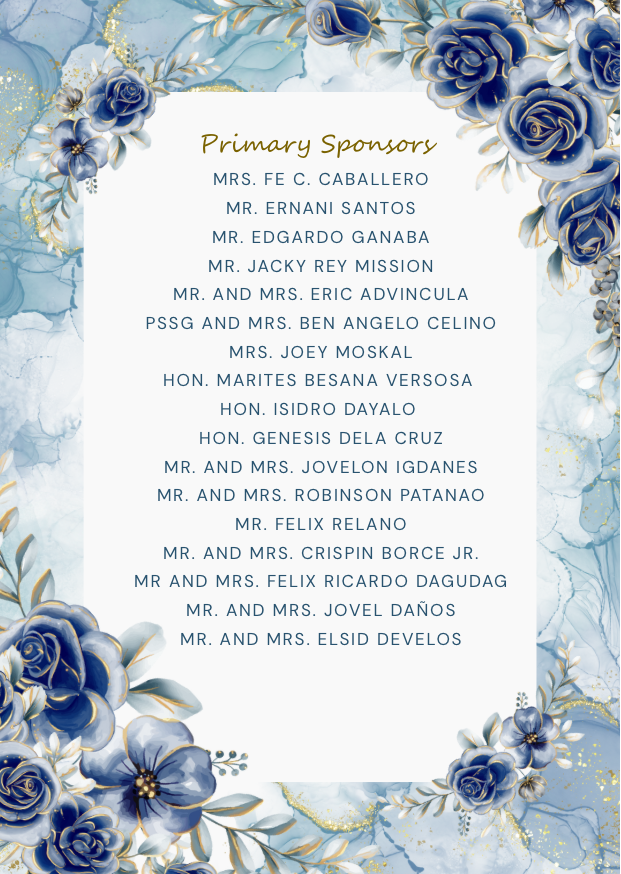 Primary Sponsors
MRS. FE C. CABALLERO
MR. ERNANI SANTOS
MR. EDGARDO GANABA
MR. JACKY REY MISSION
MR. AND MRS. ERIC ADVINCULA
PSSG AND MRS. BEN ANGELO CELINO
MRS. JOEY MOSKAL
HON. MARITES BESANA VERSOSA
HON. ISIDRO DAYALO
HON. GENESIS DELA CRUZ
MR. AND MRS. JOVELON IGDANES
MR. AND MRS. ROBINSON PATANAO
MR. FELIX RELANO
MR. AND MRS. CRISPIN BORCE JR.
MR AND MRS. FELIX RICARDO DAGUDAG
MR. AND MRS. JOVEL DAÑOS
MR. AND MRS. ELSID DEVELOS